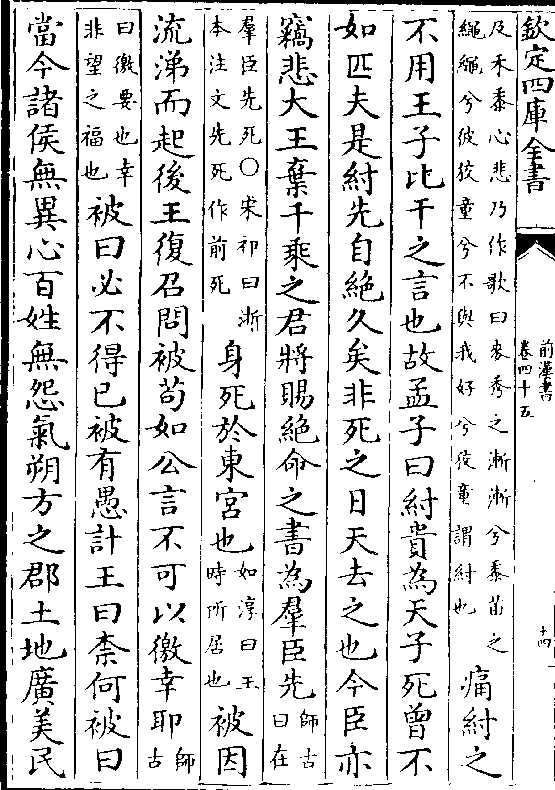 欽定四庫全書
前漢書
卷四十五
十四
及禾黍心悲乃作歌曰麥秀之漸漸兮黍苗之
繩繩兮彼狡童兮不與我好兮佼童謂紂也
痛紂之
不用王子比干之言也故孟子曰紂貴為天子死曾不
如匹夫是紂先自絕久矣非死之日天去之也今臣亦
竊悲大王棄千乘之君將賜絕命之書為羣臣先
師古
曰在
羣臣先死○宋祁曰浙
本注文先死作前死
身死於東宮也
如淳曰王
時所居也
被因
流涕而起後王復召問被苟如公言不可以徼幸耶
師
古
曰徼要也幸
非望之福也
被曰必不得已被有愚計王曰柰何被曰
當今諸侯無異心百姓無怨氣朔方之郡土地廣美民